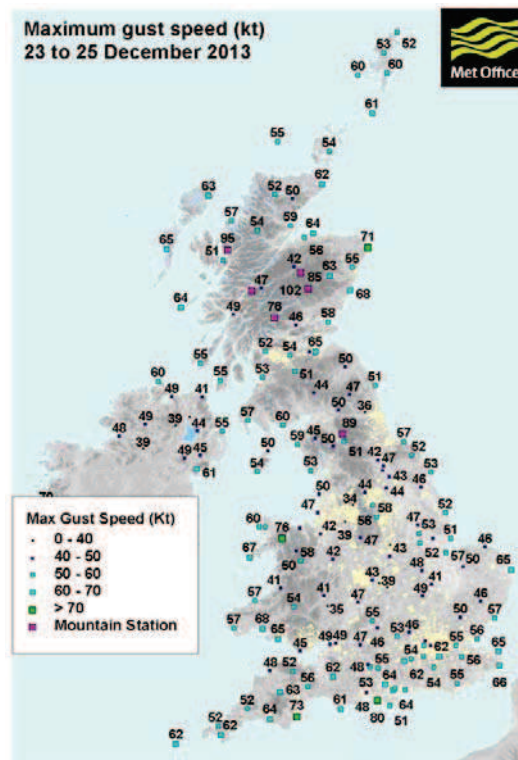 Maximum gust speed (kt)
23 to 25 December 2013
Met Office
53 52
60 60
61
55
54
62
52 50
63
57 54 59 64
95
65 51
71
56
42 63 55
47 102 85 68
64
49 76 46 58
52 54 65
55 50
60 55 53 51 51
49 41 44 47
50 36
49 39 57 60
48 44 55 89
39 45 50 57
49 45 59 51 52
50 42
61 54 53 43 53
44 44 46
50
34
47 58 52
60 76 42 56 47
39 47 53 51
67 46
50 58 42 43 52 57 50
65
48
41 43 39 41
57 41 47 49 46
54 35 57
55 50
67 68 53 46
65 49 49 47 46 62 55 56
45 54 65
48 52 62 48 55 62 56
56 53 64 54 55 66
52 63
64 73 61 48
62 62 80 51
Max Gust Speed (Kt)
0 - 40
40 - 50
50 - 60
60 - 70
> 70
Mountain Station